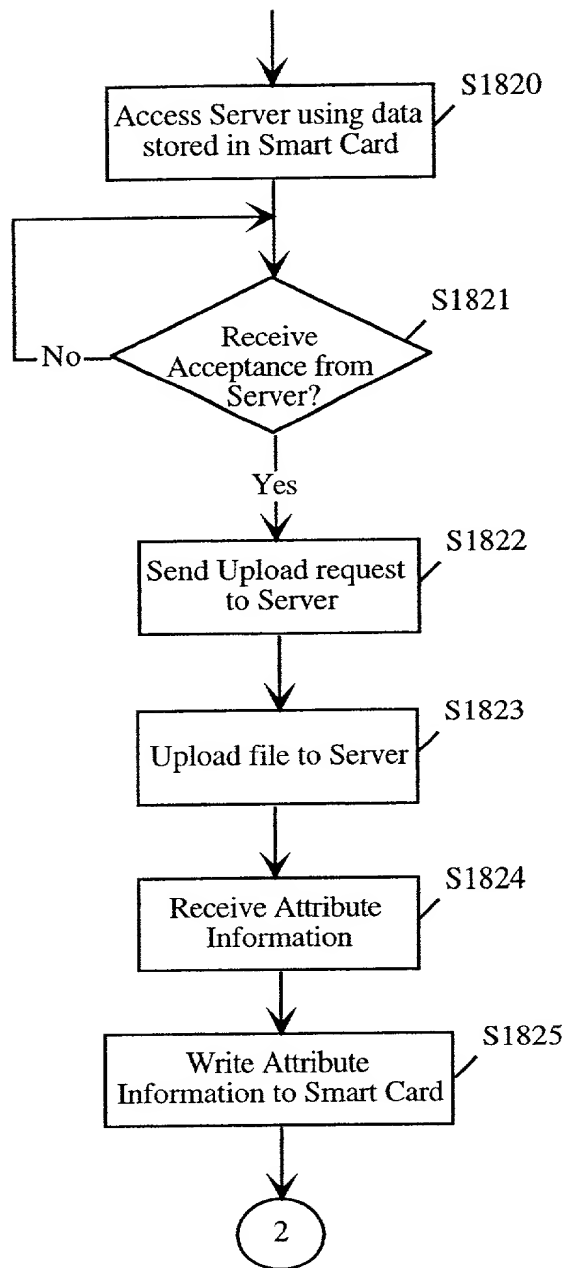 S1820
Access Server using data
stored in Smart Card
S1821
Receive
Acceptance from
Server?
No
Yes
S1822
Send Upload request
to Server
S1823
Upload file to Server
S1824
Receive Attribute
Information
S1825
Write Attribute
Information to Smart Card
2